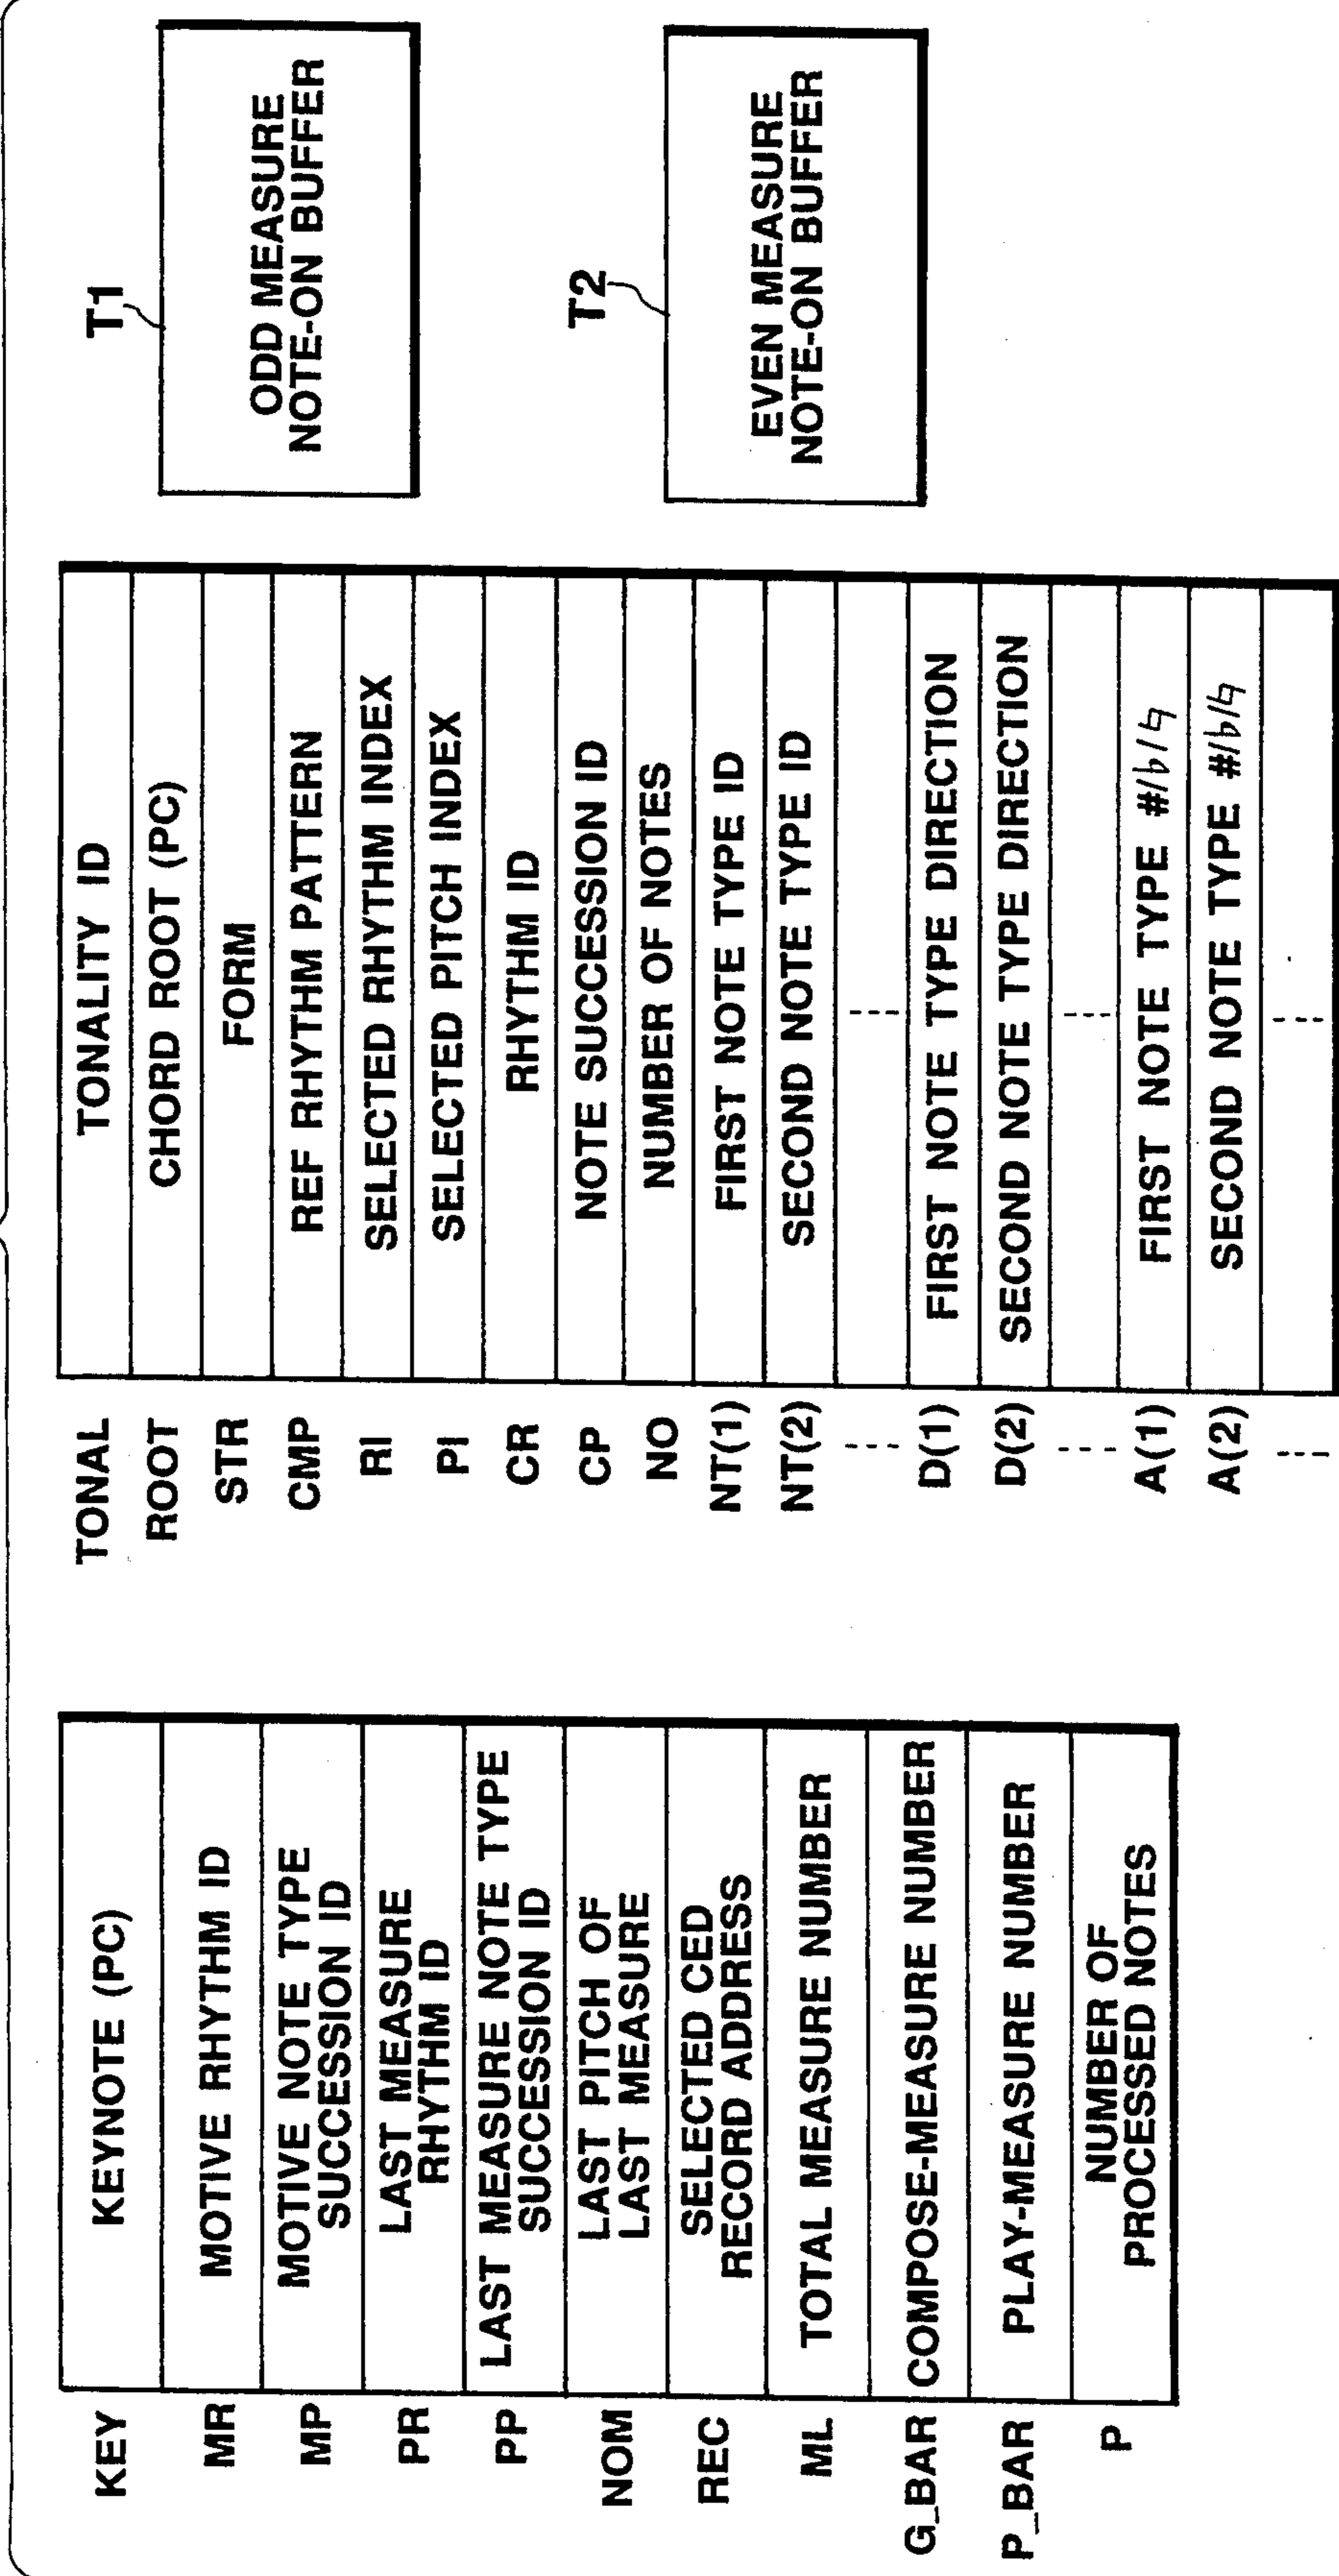 KEY KEYNOTE (PC)
MR MOTIVE RHYTHM ID
MP MOTIVE NOTE TYPE
SUCCESSION ID
PR LAST MEASURE
RHYTHM ID
PP LAST MEASURE NOTE TYPE
SUCCESSION ID
NOM LAST PITCH OF
LAST MEASURE
REC SELECTED CED
RECORD ADDRESS
ML TOTAL MEASURE NUMBER
G_BAR COMPOSE-MEASURE NUMBER
P_BAR PLAY-MEASURE NUMBER
P NUMBER OF
PROCESSED NOTES
TONAL TONALITY ID
ROOT CHORD ROOT (PC)
STR FORM
CMP REF RHYTHM PATTERN
RI SELECTED RHYTHM INDEX
PI SELECTED PITCH INDEX
CR RHYTHM ID
CP NOTE SUCCESSION ID
NO NUMBER OF NOTES
NT(1) FIRST NOTE TYPE ID
NT(2) SECOND NOTE TYPE ID
D(1) FIRST NOTE TYPE DIRECTION
D(2) SECOND NOTE TYPE DIRECTION
A(1) FIRST NOTE TYPE #/♭/♮
A(2) SECOND NOTE TYPE #/♭/♮
T1
ODD MEASURE
NOTE-ON BUFFER
T2
EVEN MEASURE
NOTE-ON BUFFER